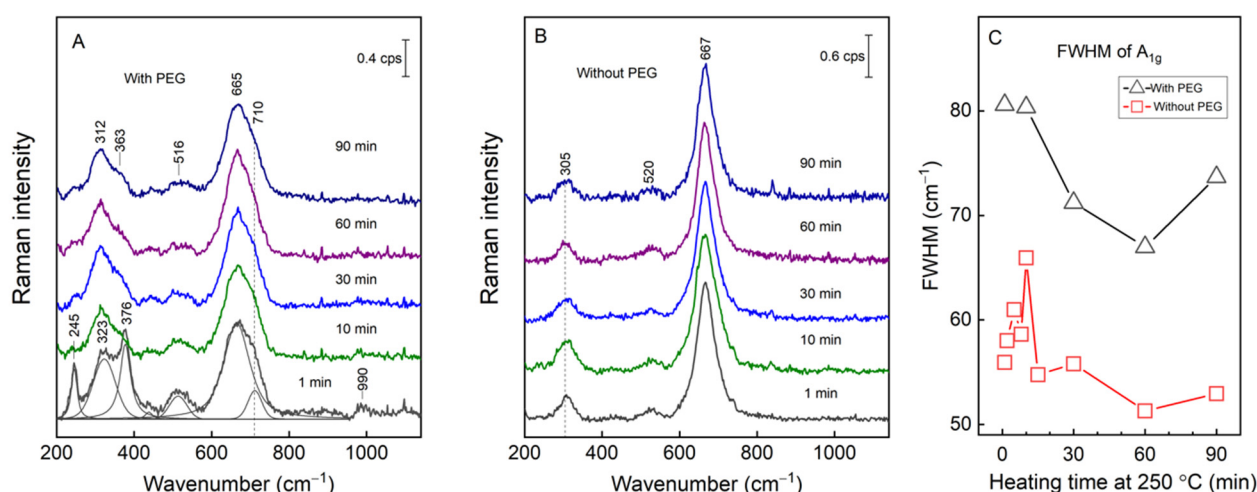 A
With PEG
0.4 cps
312
363
516
665
710
90 min
60 min
30 min
10 min
245
323
376
1 min
990
Raman intensity
200 400 600 800 1000
Wavenumber (cm⁻¹)
B
Without PEG
0.6 cps
667
305
520
90 min
60 min
30 min
10 min
1 min
Raman intensity
200 400 600 800 1000
Wavenumber (cm⁻¹)
C
FWHM of A₁g
With PEG
Without PEG
80
70
60
50
FWHM (cm⁻¹)
0 30 60 90
Heating time at 250 °C (min)